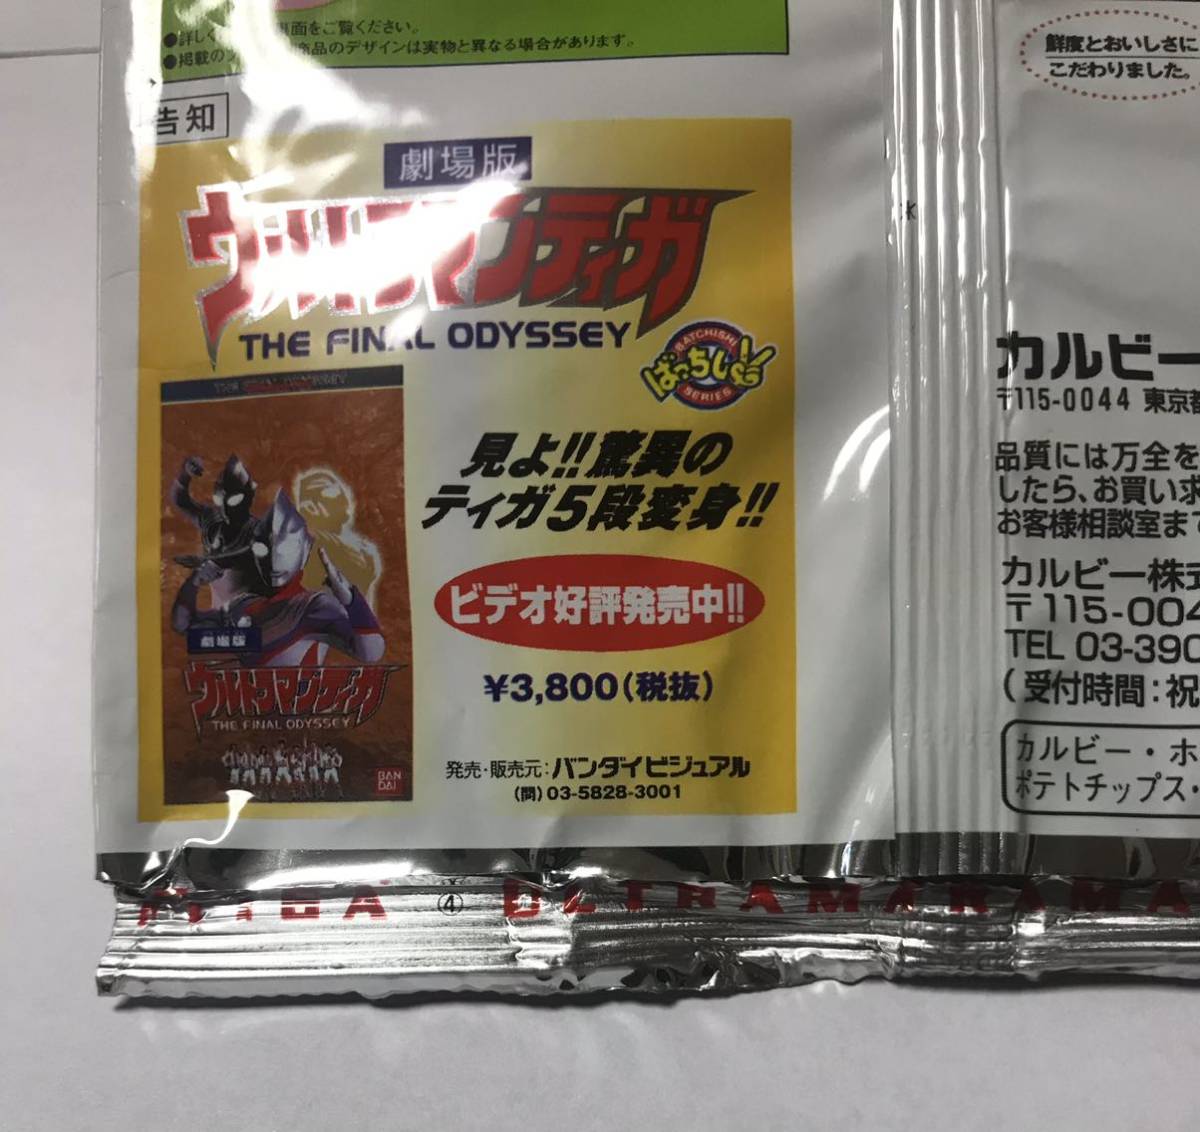 ●詳しく
裏面をご覧ください。
●掲載の
商品のデザインは実物と異なる場合があります。
告知
劇場版
ウルトラマンティガ
THE FINAL ODYSSEY
BATCHISHI
ばっちし
SERIES
THE FINAL ODYSSEY
劇場版
ウルトラマンティガ
THE FINAL ODYSSEY
BAN
DAI
見よ!!驚異の
ティガ5段変身!!
ビデオ好評発売中!!
¥3,800(税抜)
発売・販売元:バンダイビジュアル
(問)03-5828-3001
④
ULTRAMAN
鮮度とおいしさに
こだわりました。
カルビー
〒115-0044 東京都
品質には万全を
したら、お買い求
お客様相談室ま
カルビー株式
〒115-004
TEL 03-390
(受付時間:祝
カルビー・ホ
ポテトチップス・